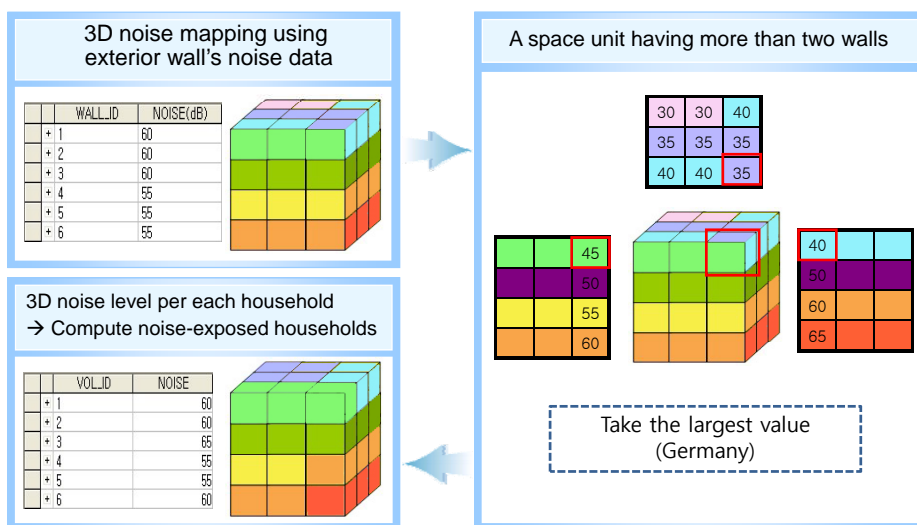 3D noise mapping using
exterior wall's noise data
WALL_ID NOISE(dB)
+ 1 60
+ 2 60
+ 3 60
+ 4 55
+ 5 55
+ 6 55
A space unit having more than two walls
30 30 40
35 35 35
40 40 35
45
50
55
60
40
50
60
65
Take the largest value
(Germany)
3D noise level per each household
→ Compute noise-exposed households
VOL_ID NOISE
+ 1 60
+ 2 60
+ 3 65
+ 4 55
+ 5 55
+ 6 60